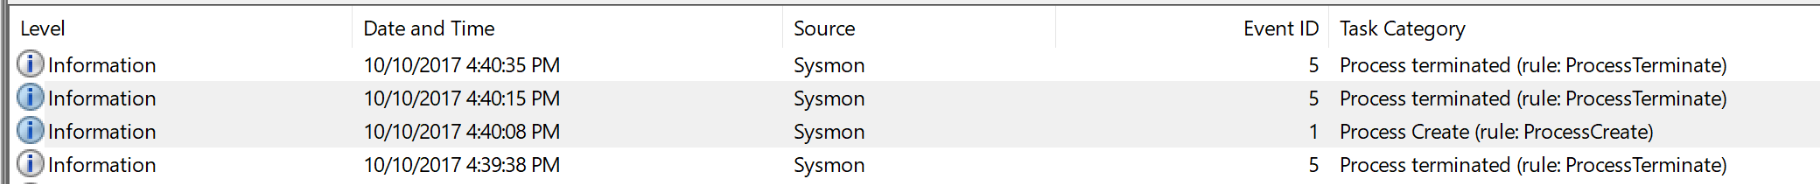 Level Date and Time Source Event ID Task Category
Information 10/10/2017 4:40:35 PM Sysmon 5 Process terminated (rule: ProcessTerminate)
Information 10/10/2017 4:40:15 PM Sysmon 5 Process terminated (rule: ProcessTerminate)
Information 10/10/2017 4:40:08 PM Sysmon 1 Process Create (rule: ProcessCreate)
Information 10/10/2017 4:39:38 PM Sysmon 5 Process terminated (rule: ProcessTerminate)